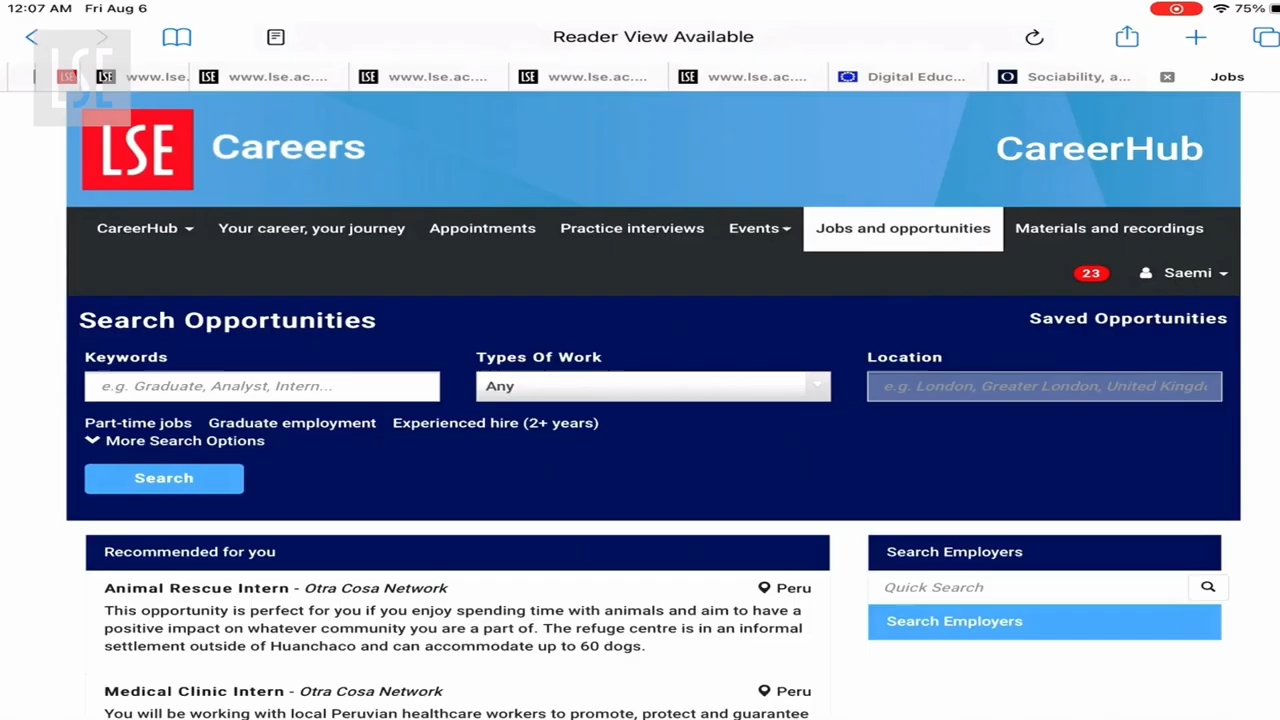 12:07 AM Fri Aug 6 75%
Reader View Available
LSE www.lse. LSE www.lse.ac.... LSE www.lse.ac.... LSE www.lse.ac.... LSE www.lse.ac.... Digital Educ... Sociability, a... Jobs
LSE
LSE Careers CareerHub
CareerHub Your career, your journey Appointments Practice interviews Events Jobs and opportunities Materials and recordings
23 Saemi
Search Opportunities Saved Opportunities
Keywords Types Of Work Location
e.g. Graduate, Analyst, Intern... Any e.g. London, Greater London, United Kingd
Part-time jobs Graduate employment Experienced hire (2+ years)
More Search Options
Search
Recommended for you Search Employers
Animal Rescue Intern - Otra Cosa Network Peru Quick Search
This opportunity is perfect for you if you enjoy spending time with animals and aim to have a
positive impact on whatever community you are a part of. The refuge centre is in an informal Search Employers
settlement outside of Huanchaco and can accommodate up to 60 dogs.
Medical Clinic Intern - Otra Cosa Network Peru
You will be working with local Peruvian healthcare workers to promote, protect and guarantee